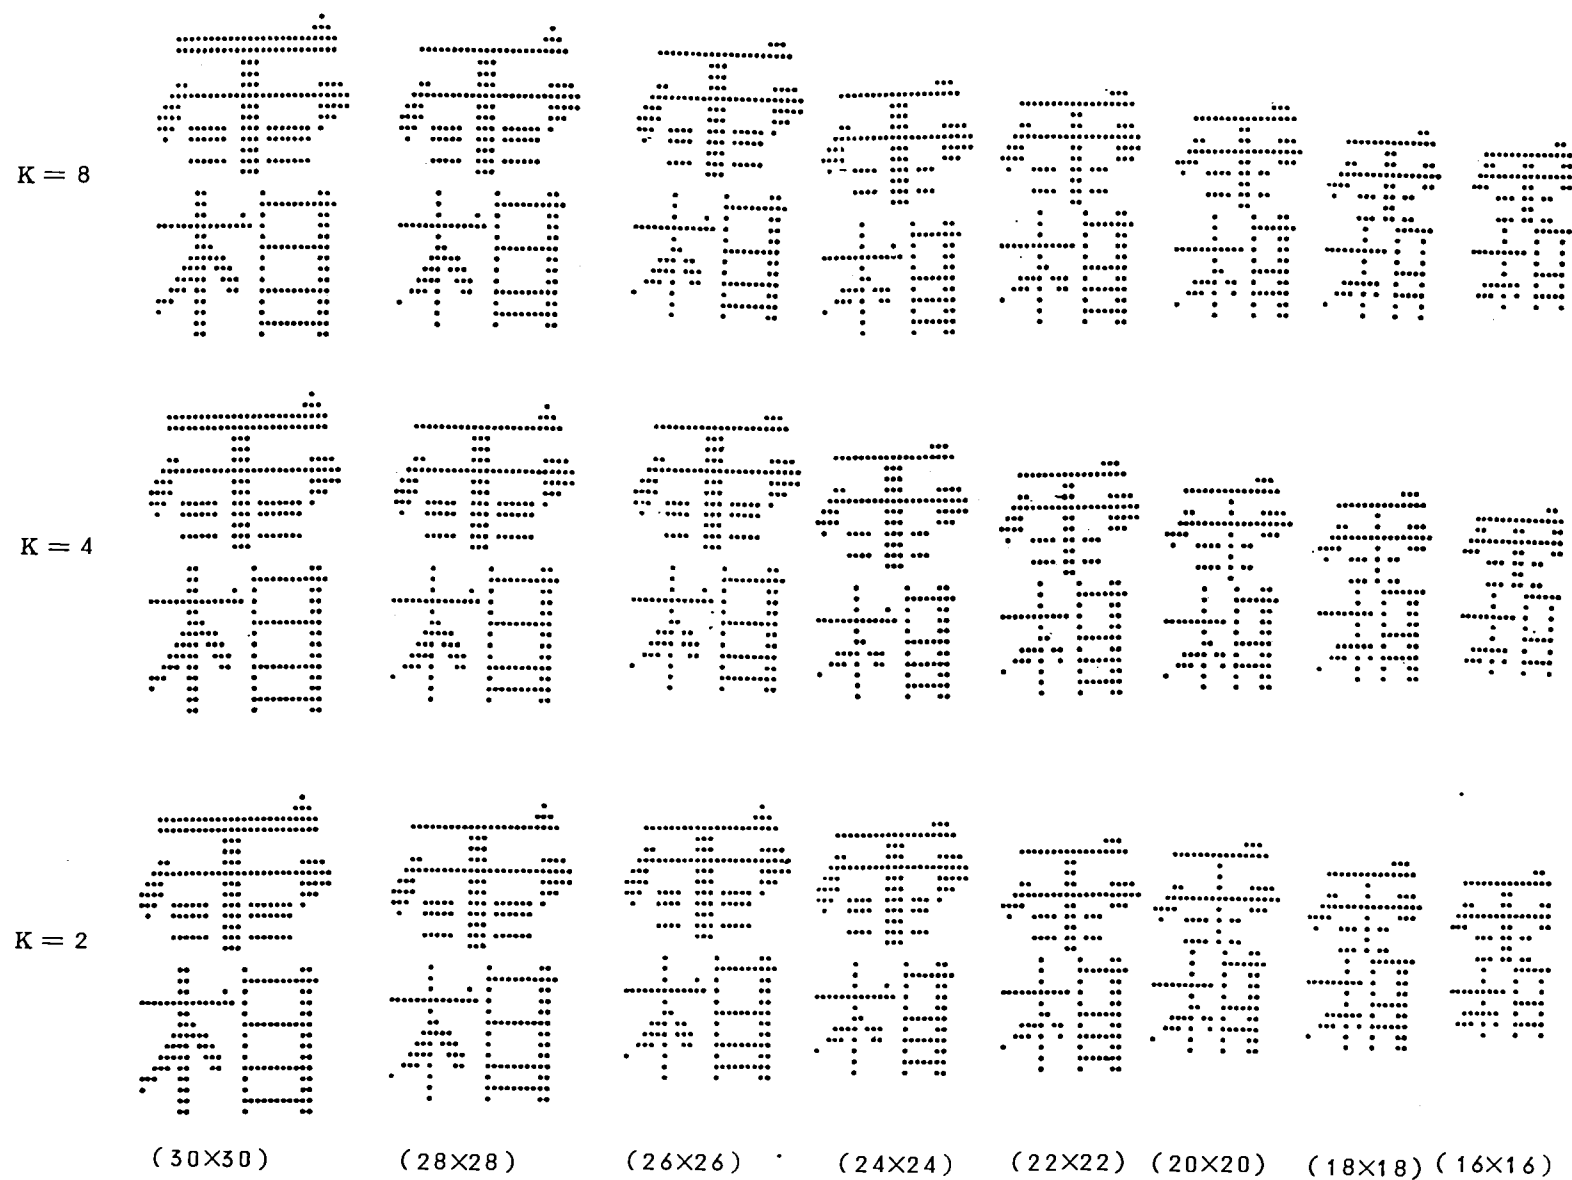 K = 8
霜 霜 霜 霜 霜 霜 霜 霜
K = 4
霜 霜 霜 霜 霜 霜 霜 霜
K = 2
霜 霜 霜 霜 霜 霜 霜 霜
(30×30) (28×28) (26×26) (24×24) (22×22) (20×20) (18×18) (16×16)